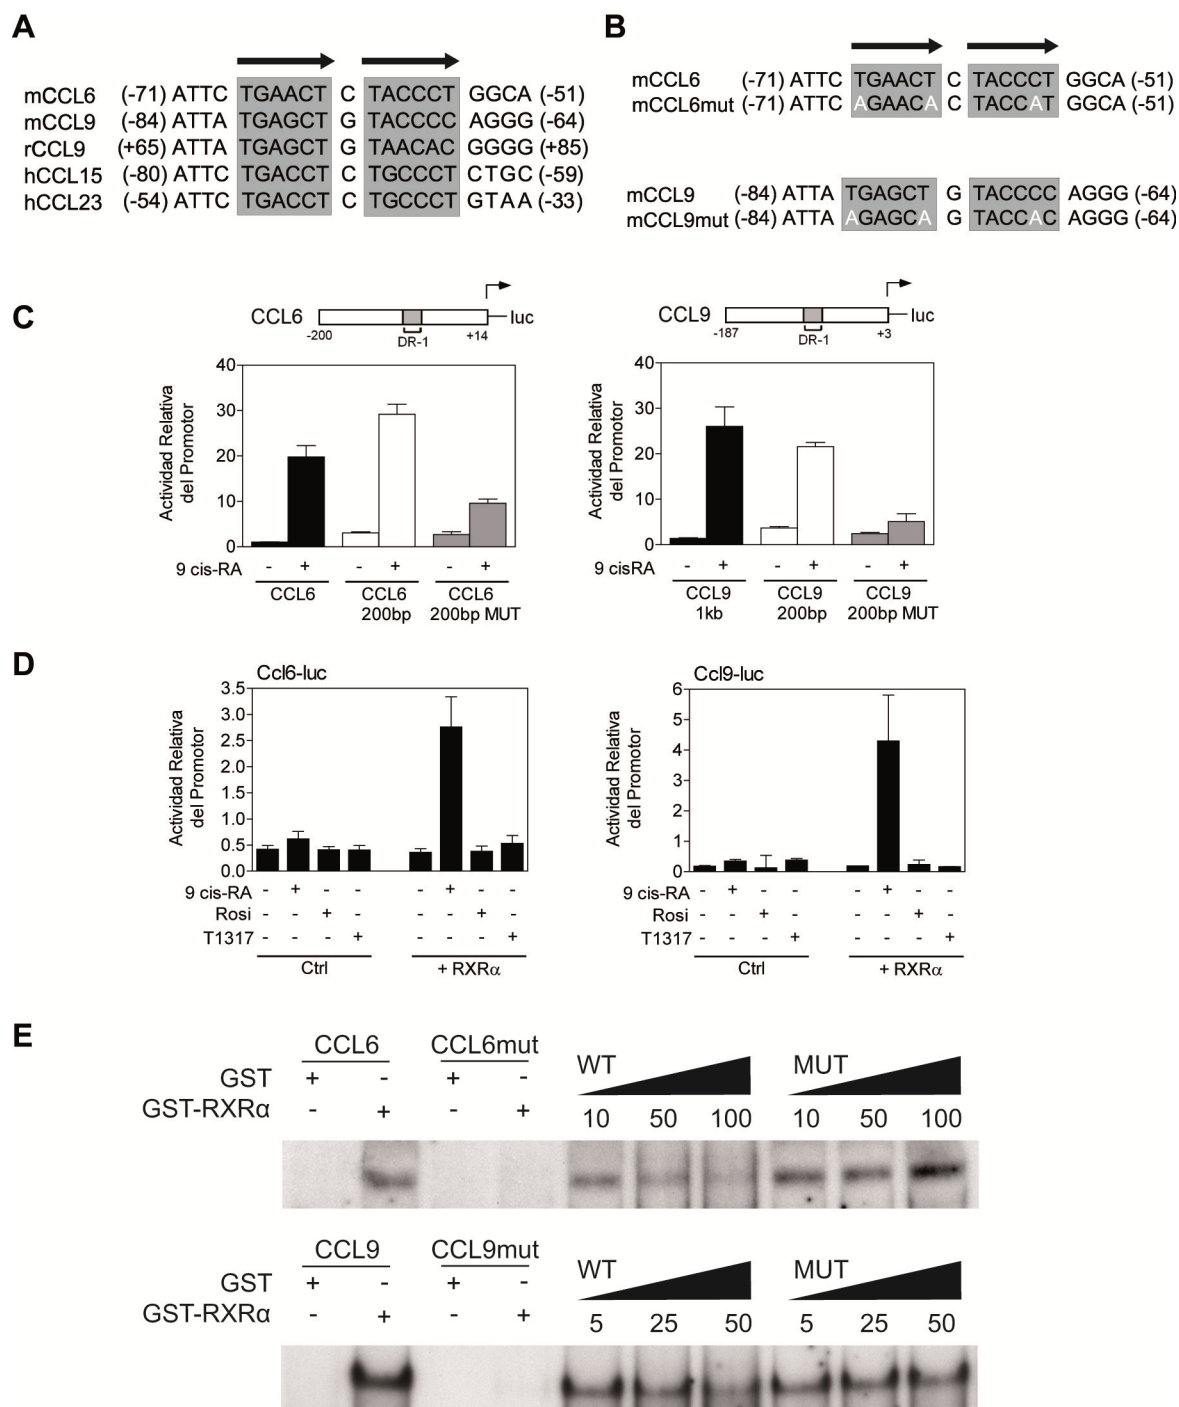 A
mCCL6 (-71) ATTC TGAACT C TACCCT GGCA (-51)
mCCL9 (-84) ATTA TGAGCT G TACCCC AGGG (-64)
rCCL9 (+65) ATTA TGAGCT G TAACAC GGGG (+85)
hCCL15 (-80) ATTC TGACCT C TGCCCT CTGC (-59)
hCCL23 (-54) ATTC TGACCT C TGCCCT GTAA (-33)
B
mCCL6 (-71) ATTC TGAACT C TACCCT GGCA (-51)
mCCL6mut (-71) ATTC AGAACA C TACCAT GGCA (-51)
mCCL9 (-84) ATTA TGAGCT G TACCCC AGGG (-64)
mCCL9mut (-84) ATTA AGAGCA G TACCAC AGGG (-64)
C
CCL6 luc
-200 DR-1 +14
Actividad Relativa
del Promotor
40
30
20
10
0
9 cis-RA - + - + - +
CCL6 CCL6 CCL6
200bp 200bp MUT
CCL9 luc
-187 DR-1 +3
Actividad Relativa
del Promotor
40
30
20
10
0
9 cisRA - + - + - +
CCL9 CCL9 CCL9
1kb 200bp 200bp MUT
D
Ccl6-luc
Actividad Relativa
del Promotor
3.5
3.0
2.5
2.0
1.5
1.0
0.5
0.0
9 cis-RA - + - - - + - -
Rosi - - + - - - + -
T1317 - - - + - - - +
Ctrl + RXRα
Ccl9-luc
Actividad Relativa
del Promotor
6
5
4
3
2
1
0
9 cis-RA - + - - - + - -
Rosi - - + - - - + -
T1317 - - - + - - - +
Ctrl + RXRα
E
CCL6 CCL6mut WT MUT
GST + - + -
GST-RXRα - + - + 10 50 100 10 50 100
CCL9 CCL9mut WT MUT
GST + - + -
GST-RXRα - + - + 5 25 50 5 25 50